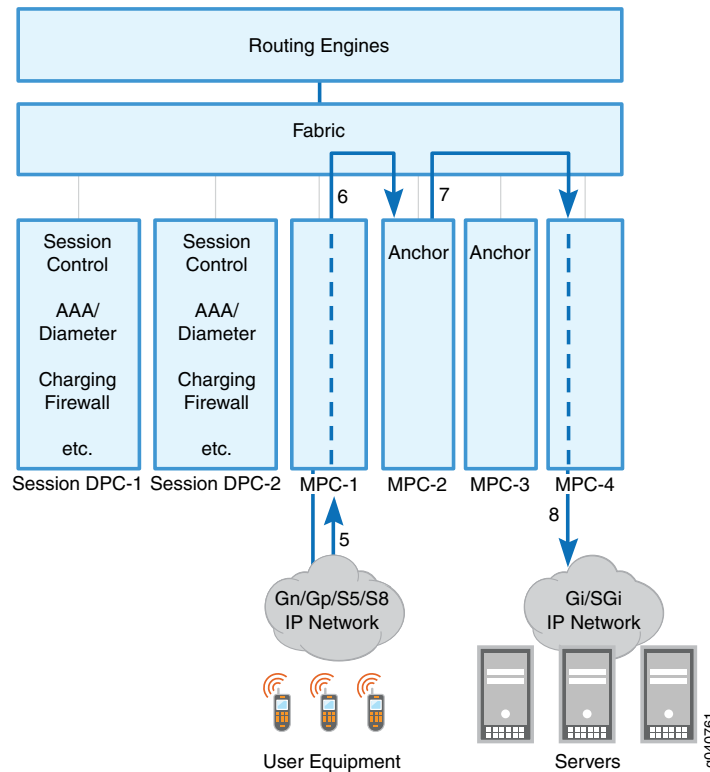 Routing Engines
Fabric
6
7
Session
Control
AAA/
Diameter
Charging
Firewall
etc.
Session
Control
AAA/
Diameter
Charging
Firewall
etc.
Anchor
Anchor
Session DPC-1
Session DPC-2
MPC-1
MPC-2
MPC-3
MPC-4
5
8
Gn/Gp/S5/S8
IP Network
Gi/SGi
IP Network
User Equipment
Servers
g040761